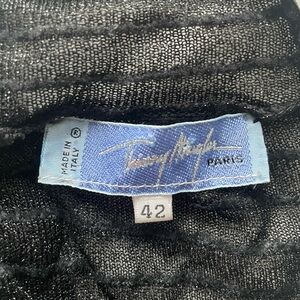 MADE IN
ITALY
®
Thierry Mugler
PARIS
42